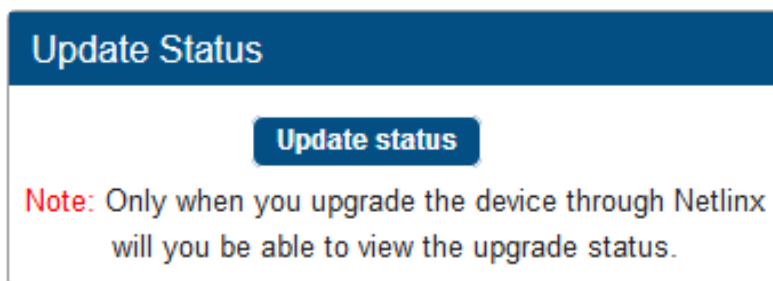 Update Status
Update status
Note: Only when you upgrade the device through Netlinx
will you be able to view the upgrade status.